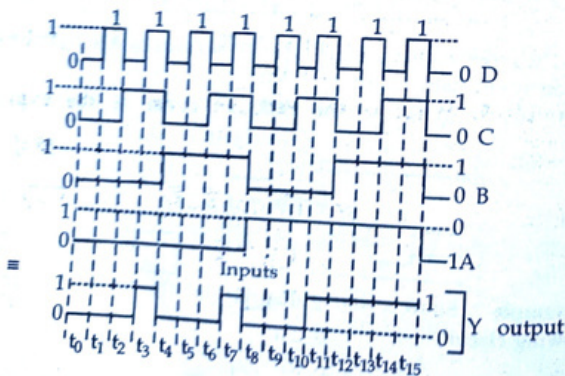 1 1 1 1 1 1 1 1 1
0 0 D
1 1
0 0 C
1 1
0 0 B
1 0
0 1A
≡ Inputs
1 1
0 0 Y output
t₀ t₁ t₂ t₃ t₄ t₅ t₆ t₇ t₈ t₉ t₁₀ t₁₁ t₁₂ t₁₃ t₁₄ t₁₅